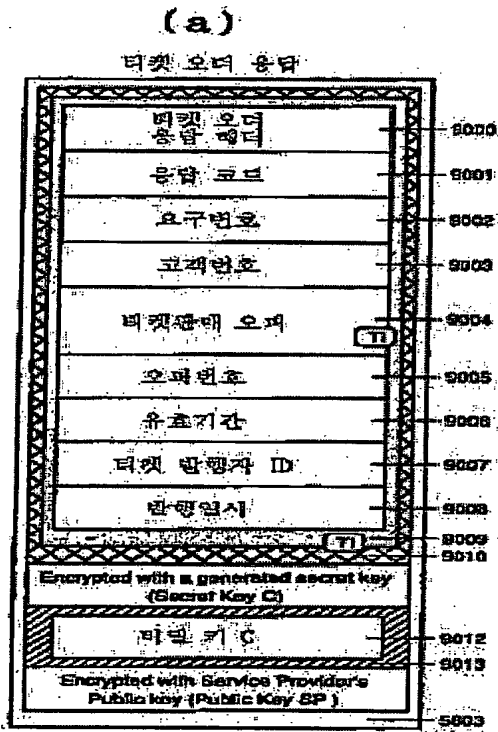 (a)
티켓 오더 응답
티켓 오더
응답 헤더
9000
응답 코드
9001
요구번호
9002
고객번호
9003
티켓판매 오퍼
9004
TI
오퍼번호
9005
유효기간
9006
티켓 발행자 ID
9007
발행일시
9008
TI
9009
9010
Encrypted with a generated secret key
(Secret Key C)
비밀 키 C
9012
9013
Encrypted with Service Provider's
Public key (Public Key SP )
5803